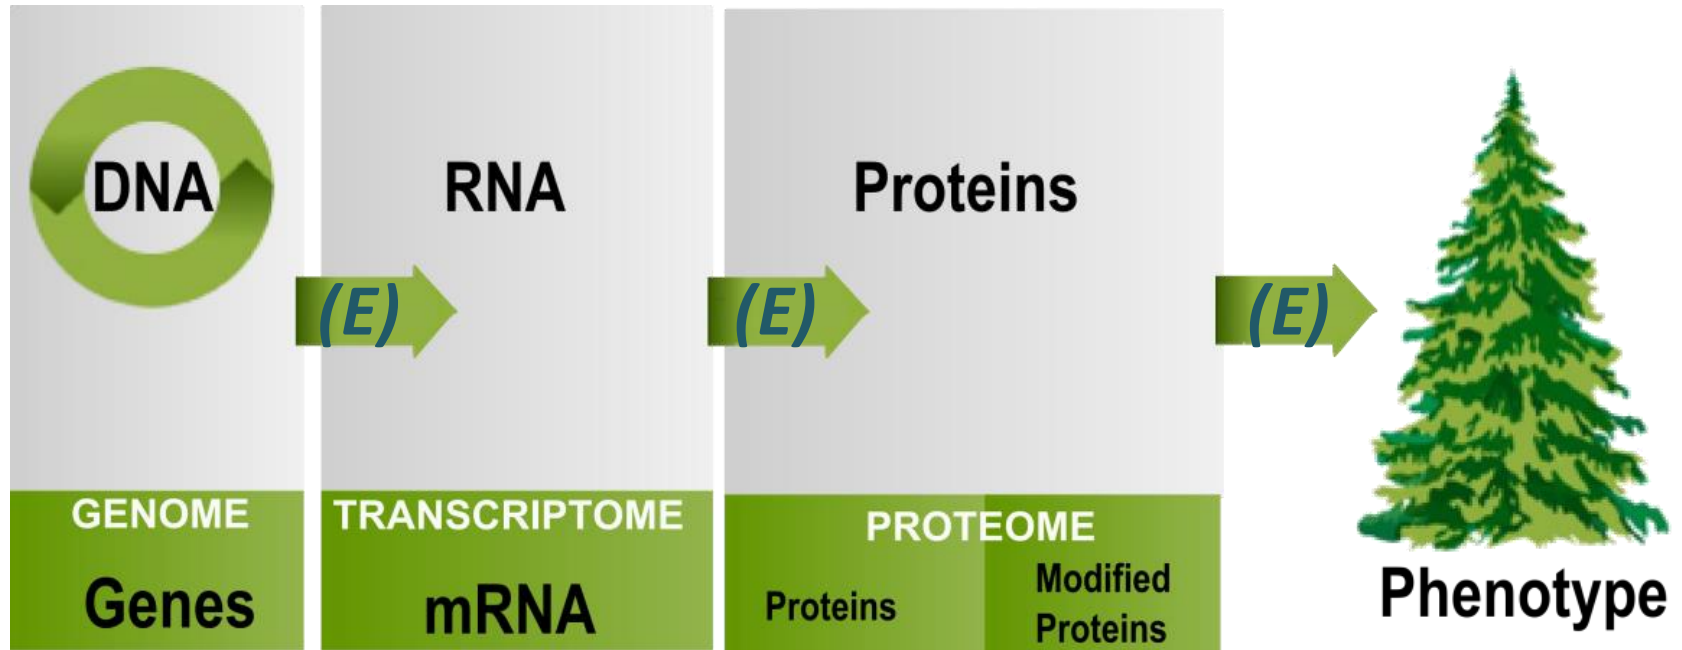 DNA
RNA
Proteins
(E)
(E)
(E)
GENOME
Genes
TRANSCRIPTOME
mRNA
PROTEOME
Proteins
Modified
Proteins
Phenotype